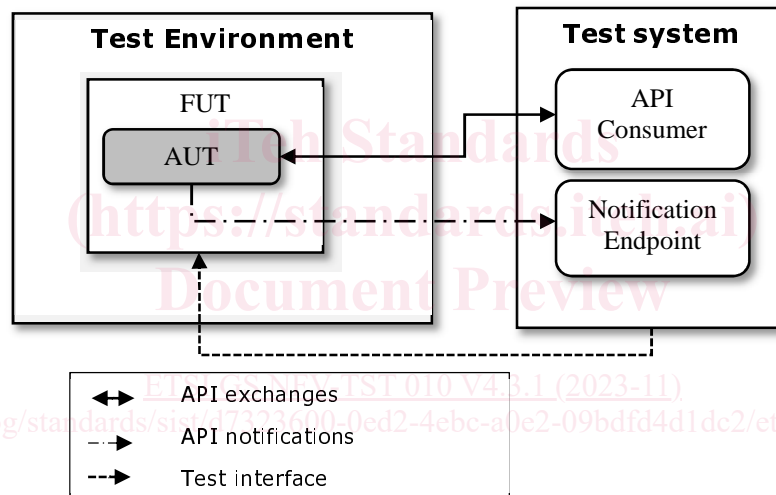 Test Environment
Test system
FUT
AUT
API
Consumer
Notification
Endpoint
iTeh Standards
(https://standards.iteh.ai)
Document Preview
ETSI GS NFV-TST 010 V4.3.1 (2023-11)
g/standards/sist/d7323600-0ed2-4ebc-a0e2-09bdfd4d1dc2/et
API exchanges
API notifications
Test interface